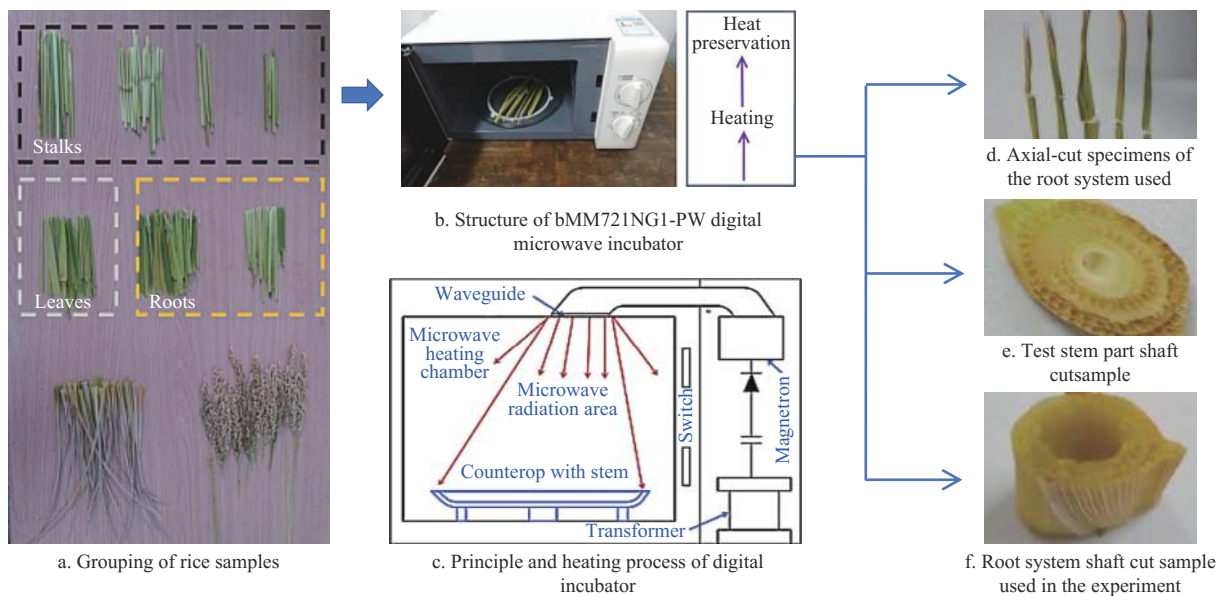 Stalks
Leaves
Roots
a. Grouping of rice samples
Heat
preservation
Heating
b. Structure of bMM721NG1-PW digital
microwave incubator
Waveguide
Microwave
heating
chamber
Microwave
radiation area
Switch
Magnetron
Counterop with stem
Transformer
c. Principle and heating process of digital
incubator
d. Axial-cut specimens of
the root system used
e. Test stem part shaft
cutsample
f. Root system shaft cut sample
used in the experiment